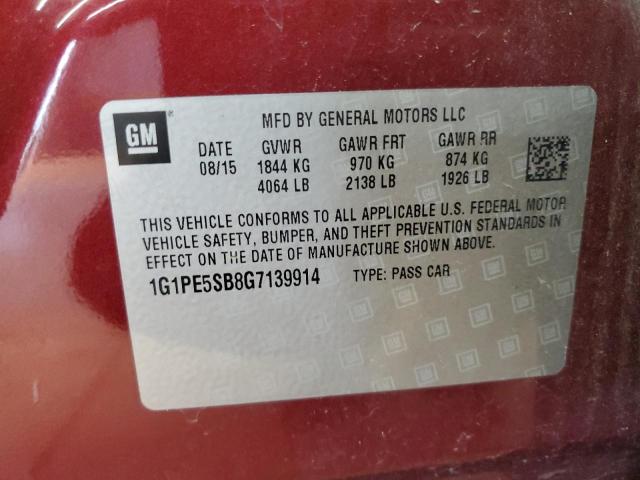 GM
MFD BY GENERAL MOTORS LLC
DATE GVWR GAWR FRT GAWR RR
08/15 1844 KG 970 KG 874 KG
4064 LB 2138 LB 1926 LB
THIS VEHICLE CONFORMS TO ALL APPLICABLE U.S. FEDERAL MOTOR
VEHICLE SAFETY, BUMPER, AND THEFT PREVENTION STANDARDS IN
EFFECT ON THE DATE OF MANUFACTURE SHOWN ABOVE.
1G1PE5SB8G7139914 TYPE: PASS CAR